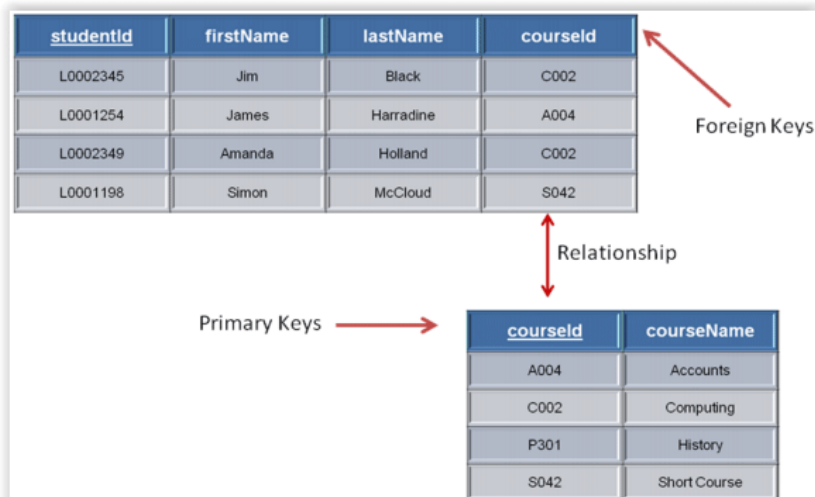 studentId firstName lastName courseId
L0002345 Jim Black C002
L0001254 James Harradine A004
Foreign Keys
L0002349 Amanda Holland C002
L0001198 Simon McCloud S042
Relationship
Primary Keys
courseId courseName
A004 Accounts
C002 Computing
P301 History
S042 Short Course